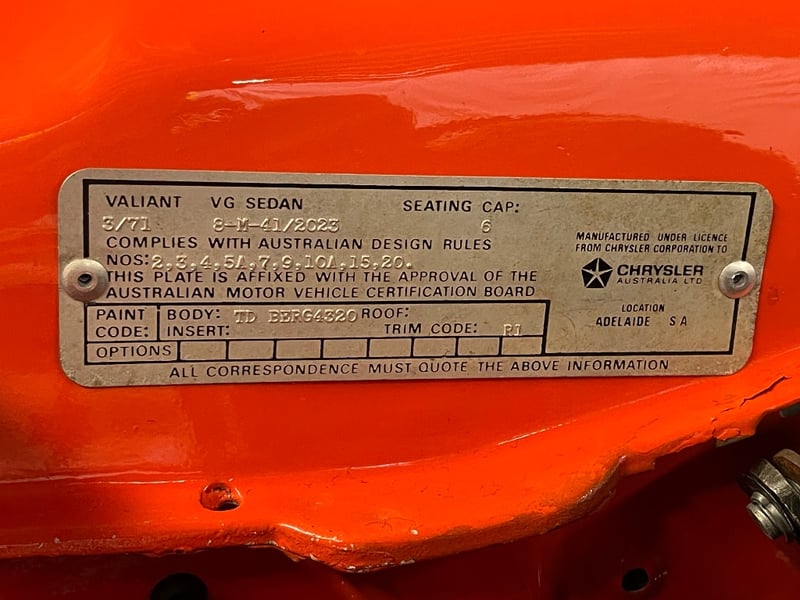 VALIANT VG SEDAN SEATING CAP:
3/71 8-M-41/2023 6
COMPLIES WITH AUSTRALIAN DESIGN RULES
NOS: 2,3,4,5A,7,9,10A,15,20.
THIS PLATE IS AFFIXED WITH THE APPROVAL OF THE
AUSTRALIAN MOTOR VEHICLE CERTIFICATION BOARD
MANUFACTURED UNDER LICENCE
FROM CHRYSLER CORPORATION TO
CHRYSLER
AUSTRALIA LTD
LOCATION
ADELAIDE S A
PAINT BODY: TD BERG4320 ROOF:
CODE: INSERT: TRIM CODE: R1
OPTIONS
ALL CORRESPONDENCE MUST QUOTE THE ABOVE INFORMATION